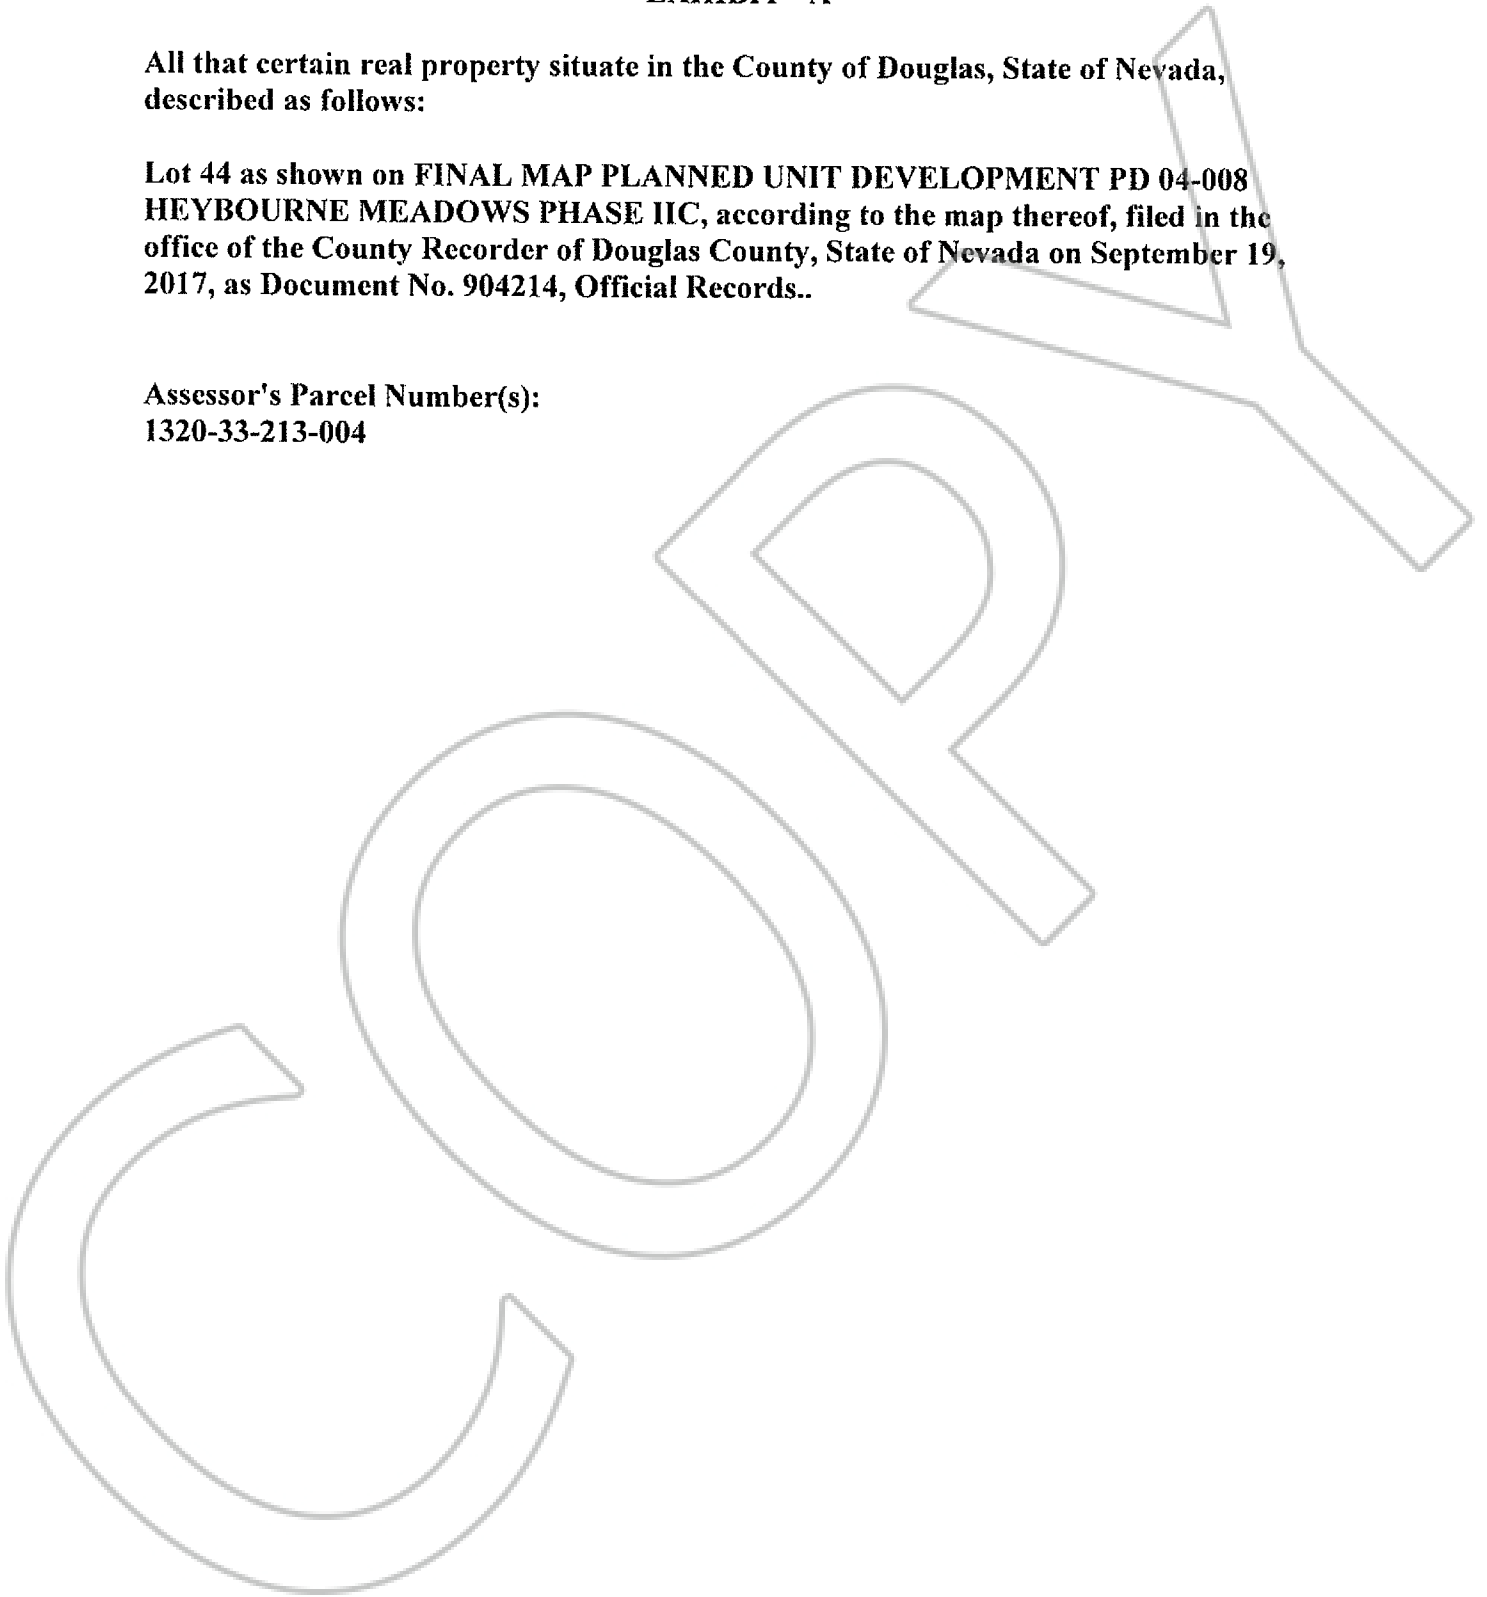 All that certain real property situate in the County of Douglas, State of Nevada,
described as follows:
Lot 44 as shown on FINAL MAP PLANNED UNIT DEVELOPMENT PD 04-008
HEYBOURNE MEADOWS PHASE IIC, according to the map thereof, filed in the
office of the County Recorder of Douglas County, State of Nevada on September 19,
2017, as Document No. 904214, Official Records..
Assessor's Parcel Number(s):
1320-33-213-004
COPY